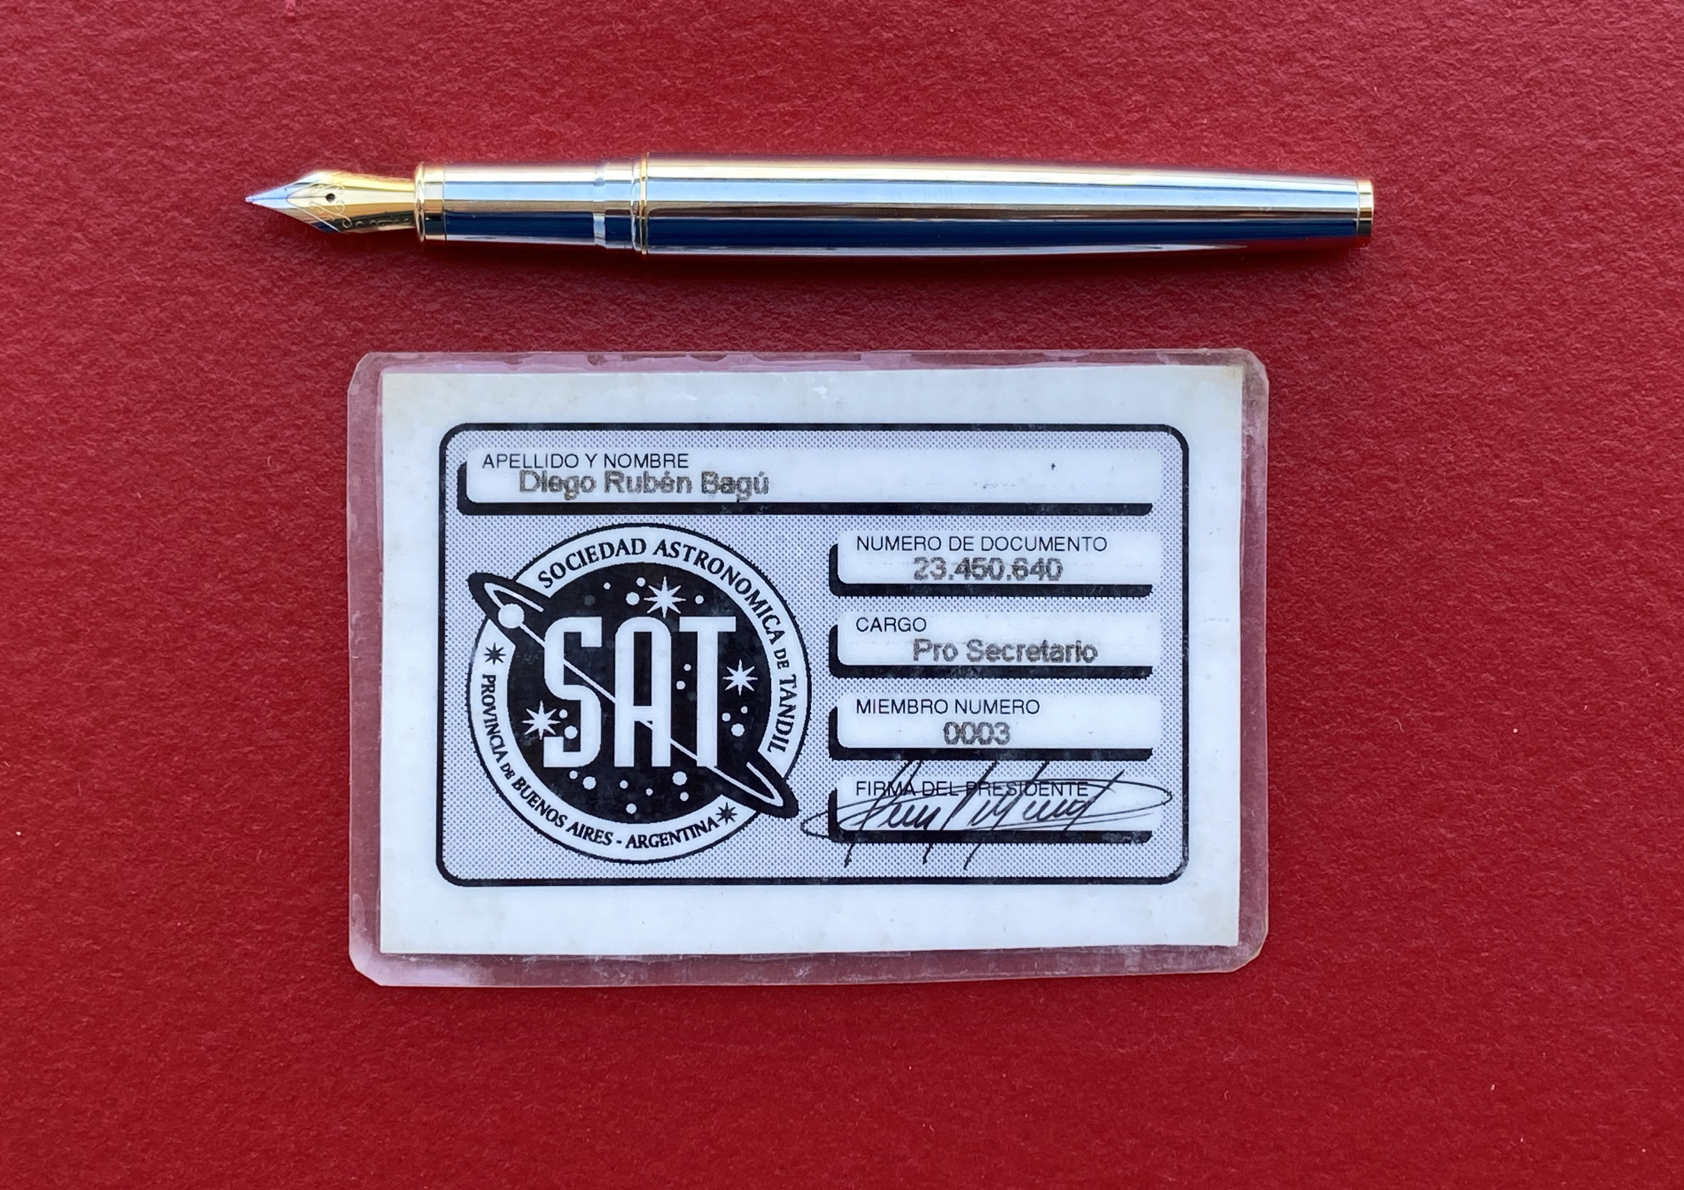 APELLIDO Y NOMBRE
Diego Rubén Bagú
SOCIEDAD ASTRONOMICA DE TANDIL
SAT
PROVINCIA DE BUENOS AIRES - ARGENTINA
NUMERO DE DOCUMENTO
23.450.640
CARGO
Pro Secretario
MIEMBRO NUMERO
0003
FIRMA DEL PRESIDENTE